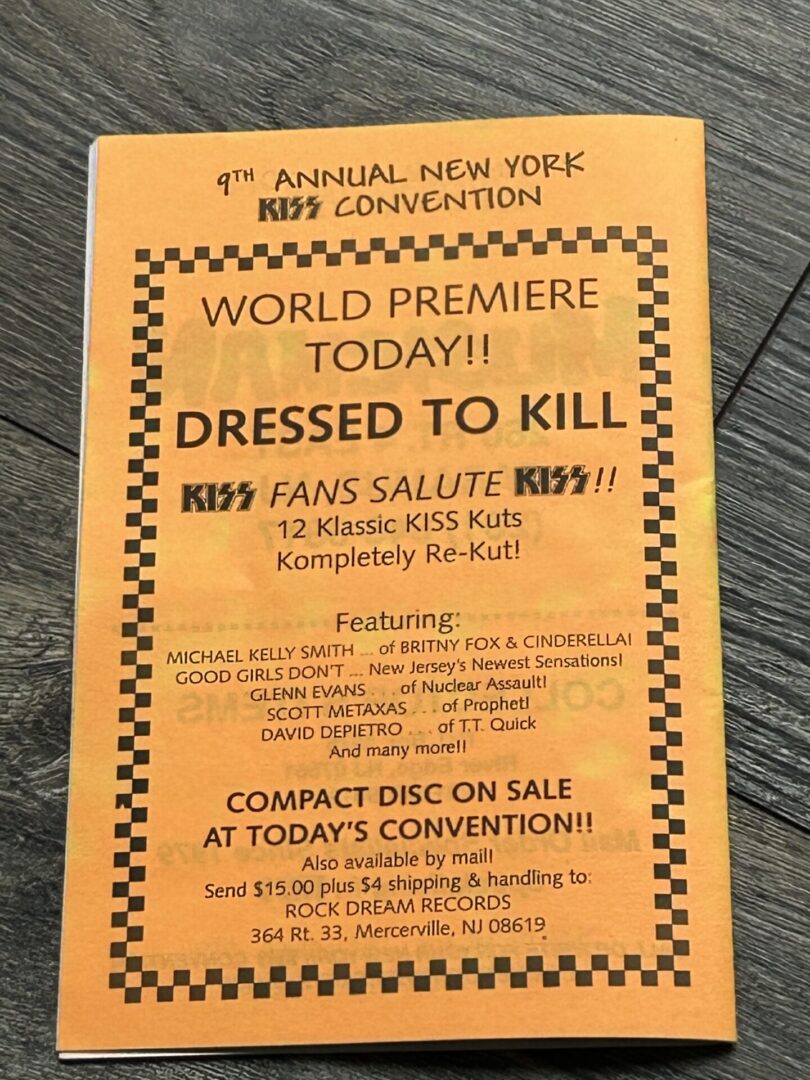 9TH ANNUAL NEW YORK
KISS CONVENTION
WORLD PREMIERE
TODAY!!
DRESSED TO KILL
KISS FANS SALUTE KISS!!
12 Klassic KISS Kuts
Kompletely Re-Kut!
Featuring:
MICHAEL KELLY SMITH ... of BRITNY FOX & CINDERELLA!
GOOD GIRLS DON'T ... New Jersey's Newest Sensations!
GLENN EVANS . . . of Nuclear Assault!
SCOTT METAXAS . . . of Prophet!
DAVID DEPIETRO . . . of T.T. Quick
And many more!!
COMPACT DISC ON SALE
AT TODAY'S CONVENTION!!
Also available by mail!
Send $15.00 plus $4 shipping & handling to:
ROCK DREAM RECORDS
364 Rt. 33, Mercerville, NJ 08619